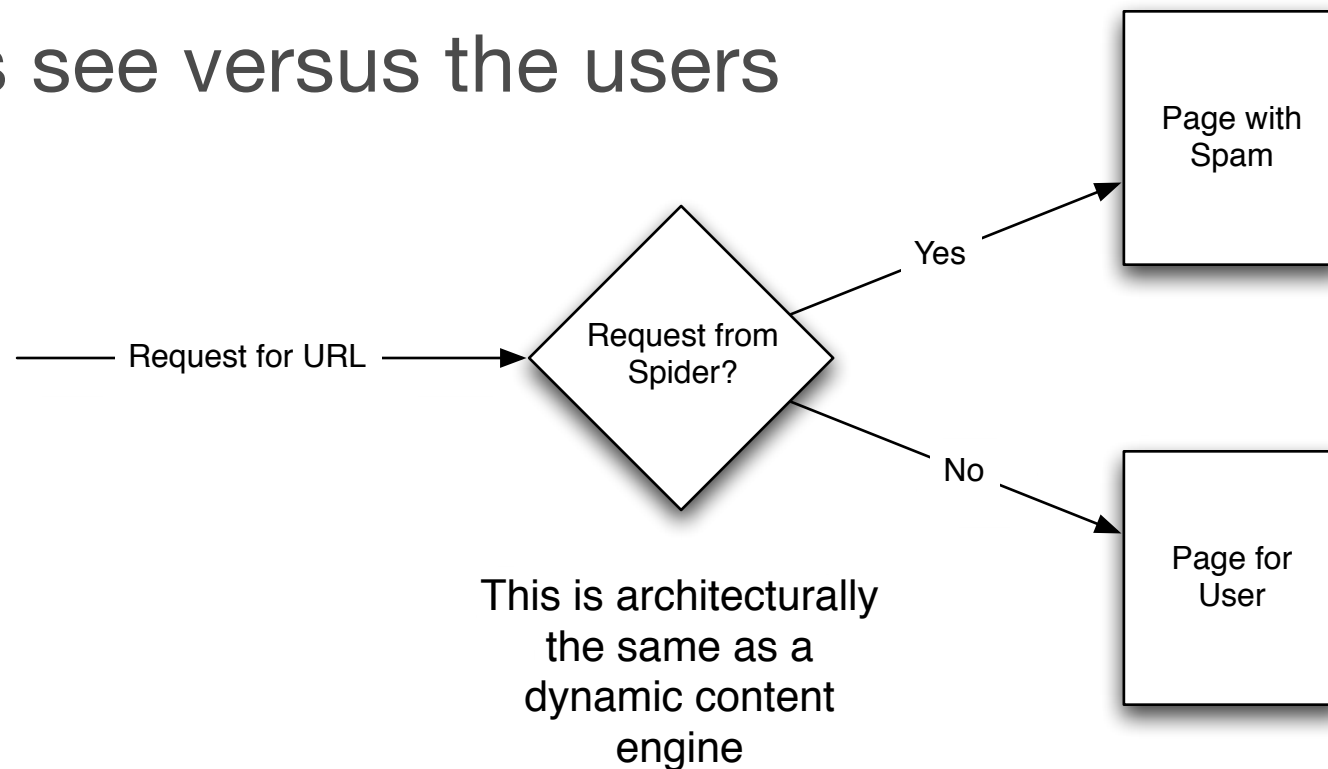 s see versus the users
Page with
Spam
Yes
Request for URL
Request from
Spider?
No
Page for
User
This is architecturally
the same as a
dynamic content
engine